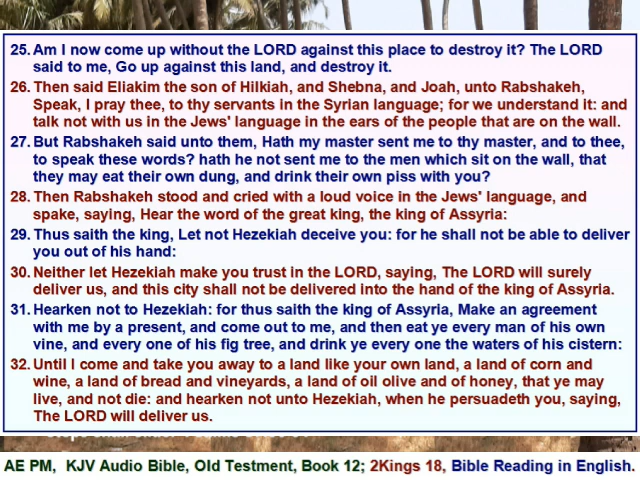 25. Am I now come up without the LORD against this place to destroy it? The LORD
said to me, Go up against this land, and destroy it.
26. Then said Eliakim the son of Hilkiah, and Shebna, and Joah, unto Rabshakeh,
Speak, I pray thee, to thy servants in the Syrian language; for we understand it: and
talk not with us in the Jews' language in the ears of the people that are on the wall.
27. But Rabshakeh said unto them, Hath my master sent me to thy master, and to thee,
to speak these words? hath he not sent me to the men which sit on the wall, that
they may eat their own dung, and drink their own piss with you?
28. Then Rabshakeh stood and cried with a loud voice in the Jews' language, and
spake, saying, Hear the word of the great king, the king of Assyria:
29. Thus saith the king, Let not Hezekiah deceive you: for he shall not be able to deliver
you out of his hand:
30. Neither let Hezekiah make you trust in the LORD, saying, The LORD will surely
deliver us, and this city shall not be delivered into the hand of the king of Assyria.
31. Hearken not to Hezekiah: for thus saith the king of Assyria, Make an agreement
with me by a present, and come out to me, and then eat ye every man of his own
vine, and every one of his fig tree, and drink ye every one the waters of his cistern:
32. Until I come and take you away to a land like your own land, a land of corn and
wine, a land of bread and vineyards, a land of oil olive and of honey, that ye may
live, and not die: and hearken not unto Hezekiah, when he persuadeth you, saying,
The LORD will deliver us.
AE PM, KJV Audio Bible, Old Testment, Book 12; 2Kings 18, Bible Reading in English.